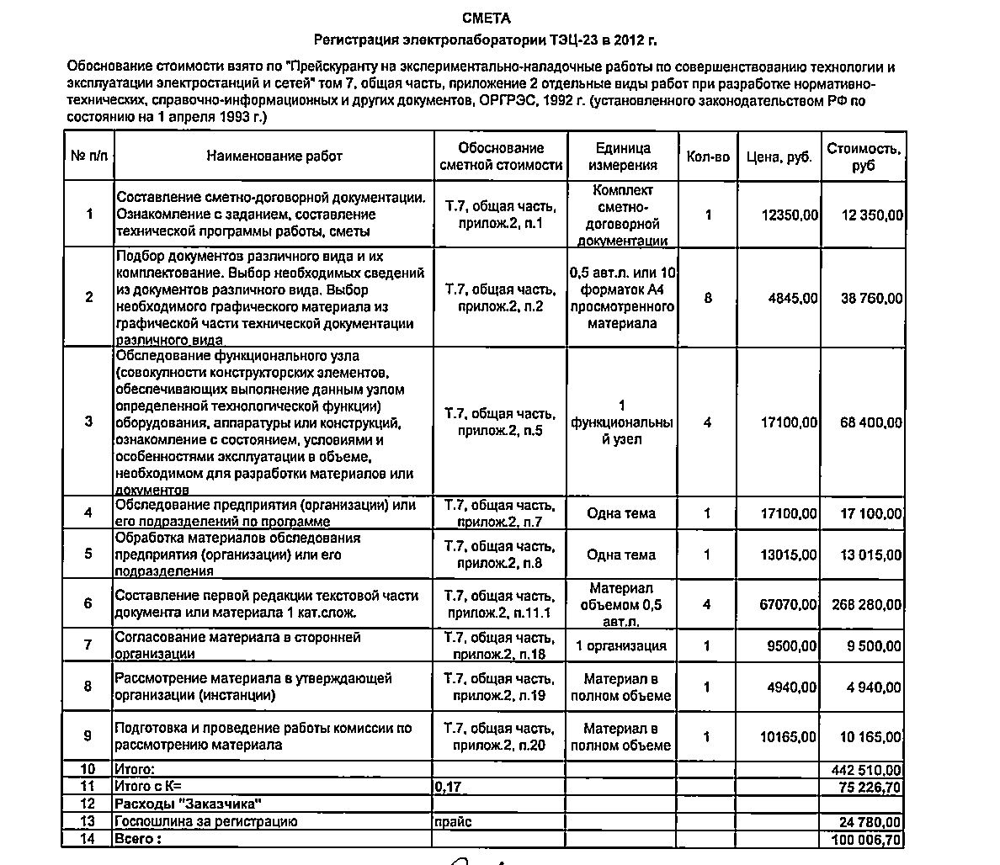 СМЕТА
Регистрация электролаборатории ТЭЦ-23 в 2012 г.
Обоснование стоимости взято по "Прейскуранту на экспериментально-наладочные работы по совершенствованию технологии и
эксплуатации электростанций и сетей" том 7, общая часть, приложение 2 отдельные виды работ при разработке нормативно-
технических, справочно-информационных и других документов, ОРГРЭС, 1992 г. (установленного законодательством РФ по
состоянию на 1 апреля 1993 г.)
№ п/п
Наименование работ
Обоснование
сметной стоимости
Единица
измерения
Кол-во
Цена, руб.
Стоимость,
руб
1
Составление сметно-договорной документации.
Ознакомление с заданием, составление
технической программы работы, сметы
Т.7, общая часть,
прилож.2, п.1
Комплект
сметно-
договорной
документации
1
12350,00
12 350,00
2
Подбор документов различного вида и их
комплектование. Выбор необходимых сведений
из документов различного вида. Выбор
необходимого графического материала из
графической части технической документации
различного вида
Т.7, общая часть,
прилож.2, п.2
0,5 авт.л. или 10
форматок А4
просмотренного
материала
8
4845,00
38 760,00
3
Обследование функционального узла
(совокупности конструкторских элементов,
обеспечивающих выполнение данным узлом
определенной технологической функции)
оборудования, аппаратуры или конструкций,
ознакомление с состоянием, условиями и
особенностями эксплуатации в объеме,
необходимом для разработки материалов или
документов
Т.7, общая часть,
прилож.2, п.5
1
функциональны
й узел
4
17100,00
68 400,00
4
Обследование предприятия (организации) или
его подразделений по программе
Т.7, общая часть,
прилож.2, п.7
Одна тема
1
17100,00
17 100,00
5
Обработка материалов обследования
предприятия (организации) или его
подразделения
Т.7, общая часть,
прилож.2, п.8
Одна тема
1
13015,00
13 015,00
6
Составление первой редакции текстовой части
документа или материала 1 кат.слож.
Т.7, общая часть,
прилож.2, п.11.1
Материал
объемом 0,5
авт.л.
4
67070,00
268 280,00
7
Согласование материала в сторонней
организации
Т.7, общая часть,
прилож.2, п.18
1 организация
1
9500,00
9 500,00
8
Рассмотрение материала в утверждающей
организации (инстанции)
Т.7, общая часть,
прилож.2, п.19
Материал в
полном объеме
1
4940,00
4 940,00
9
Подготовка и проведение работы комиссии по
рассмотрению материала
Т.7, общая часть,
прилож.2, п.20
Материал в
полном объеме
1
10165,00
10 165,00
10
Итого:
442 510,00
11
Итого с К=
0,17
75 226,70
12
Расходы "Заказчика"
13
Госпошлина за регистрацию
прайс
24 780,00
14
Всего :
100 006,70